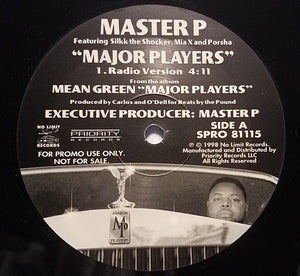 MASTER P
Featuring Silkk the Shocker, Mia X and Porsha
"MAJOR PLAYERS"
1. Radio Version 4:11
From the album
MEAN GREEN "MAJOR PLAYERS"
Produced by Carlos and O'Dell for Beats by the Pound
EXECUTIVE PRODUCER: MASTER P
NO LIMIT
RECORDS
PRIORITY
RECORDS
SIDE A
SPRO 81115
FOR PROMO USE ONLY.
NOT FOR SALE.
℗ © 1998 No Limit Records.
Manufactured and Distributed by
Priority Records LLC
All Rights Reserved
MAJOR
MP
PLAYERS